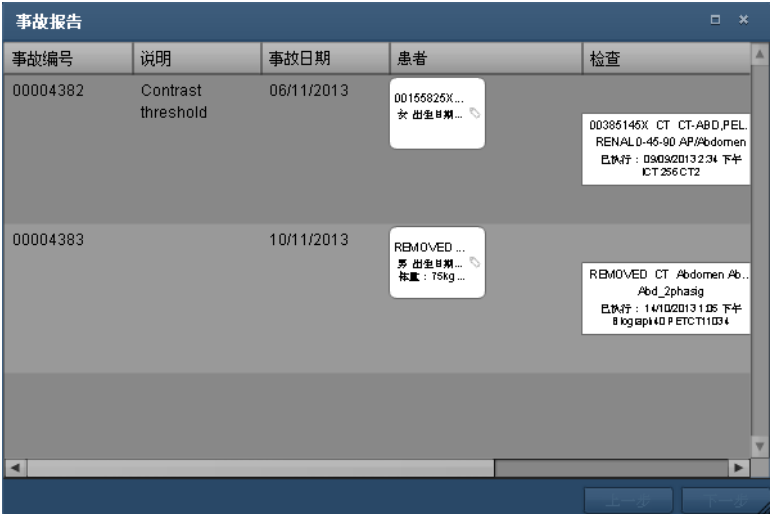 事故报告
事故编号 说明 事故日期 患者 检查
00004382 Contrast threshold 06/11/2013
00155825X...
女 出生日期...
00385145X CT CT-ABD,PEL.
RENAL 0-45-90 AP/Abdomen
已执行：09/09/2013 2:34 下午
ICT 256 CT2
00004383 10/11/2013
REMOVED ...
男 出生日期...
体重：75kg ...
REMOVED CT Abdomen Ab..
Abd_2phasig
已执行：14/10/2013 1:05 下午
Biograph40 PETCT11034
上一步 下一步